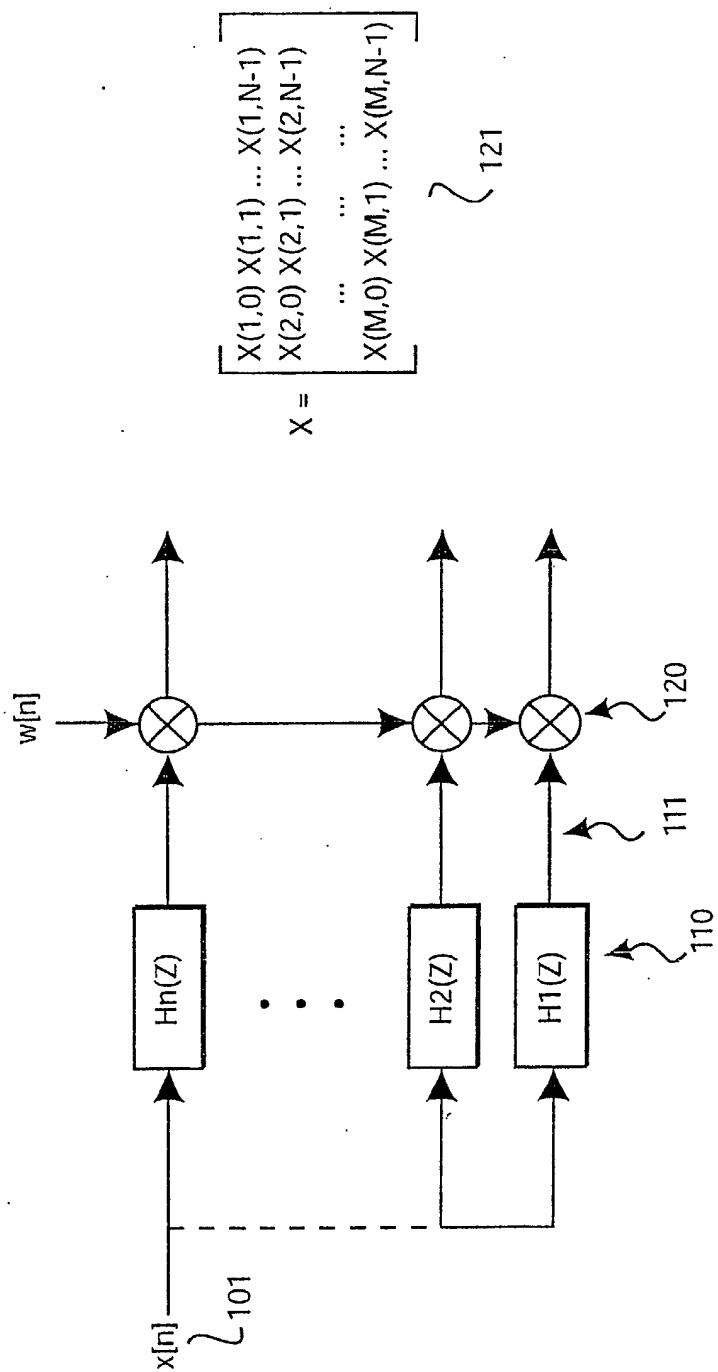 w[n]
x[n]
101
Hn(Z)
H2(Z)
H1(Z)
110
111
120
X =
X(1,0) X(1,1) ... X(1,N-1)
X(2,0) X(2,1) ... X(2,N-1)
... ... ...
X(M,0) X(M,1) ... X(M,N-1)
121